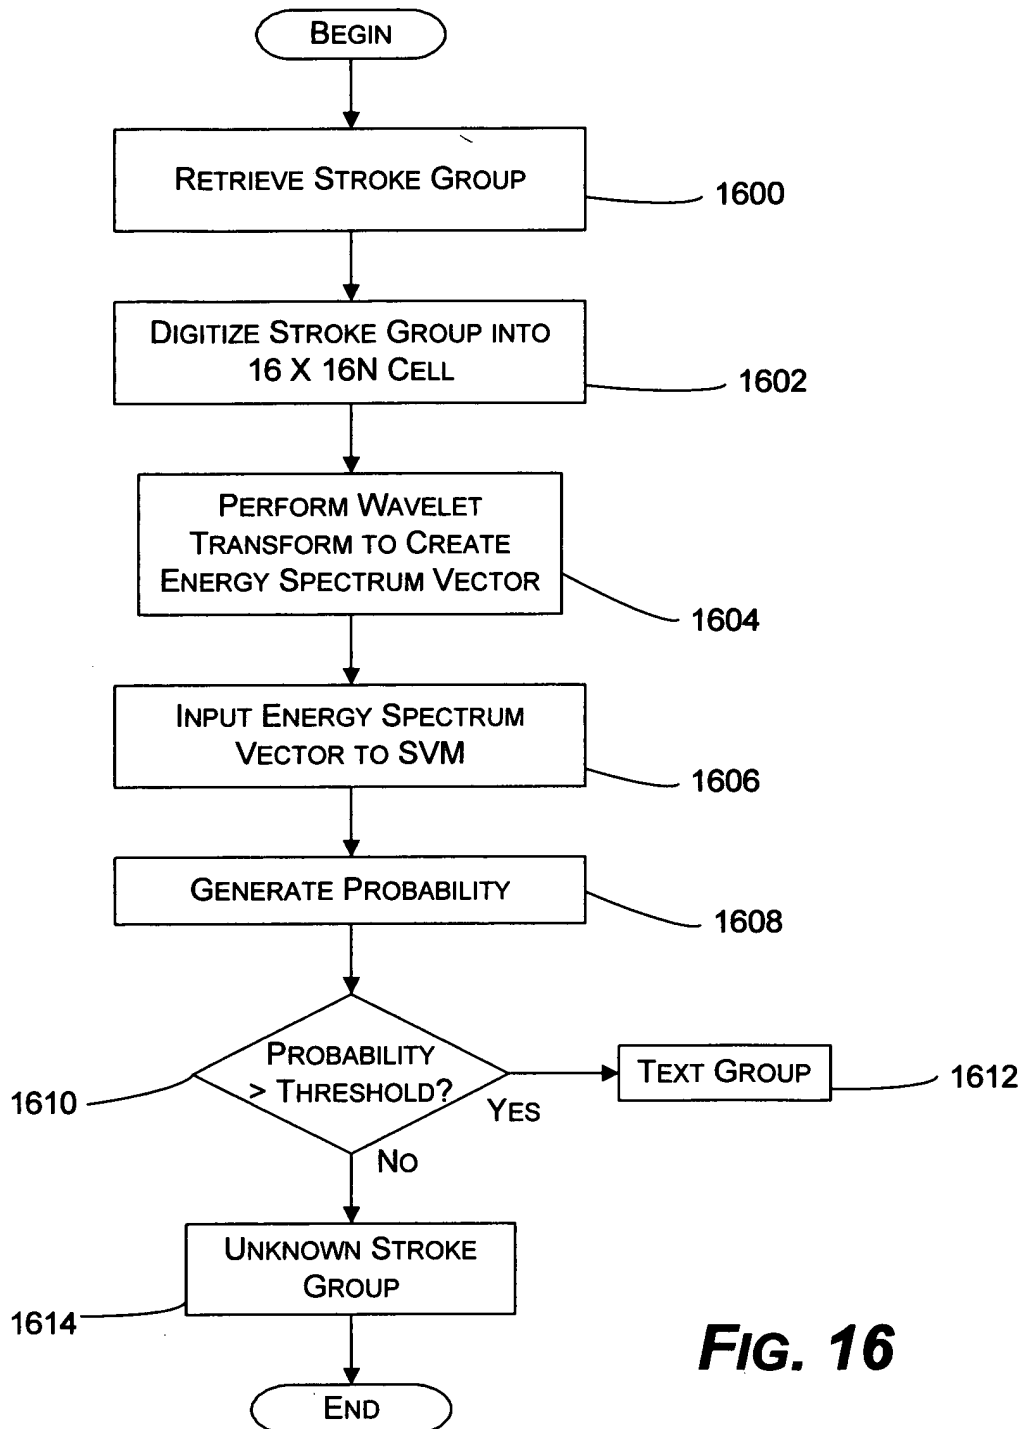 BEGIN
RETRIEVE STROKE GROUP
1600
DIGITIZE STROKE GROUP INTO
16 X 16N CELL
1602
PERFORM WAVELET
TRANSFORM TO CREATE
ENERGY SPECTRUM VECTOR
1604
INPUT ENERGY SPECTRUM
VECTOR TO SVM
1606
GENERATE PROBABILITY
1608
PROBABILITY
> THRESHOLD?
1610
YES
TEXT GROUP
1612
NO
UNKNOWN STROKE
GROUP
1614
END
FIG. 16